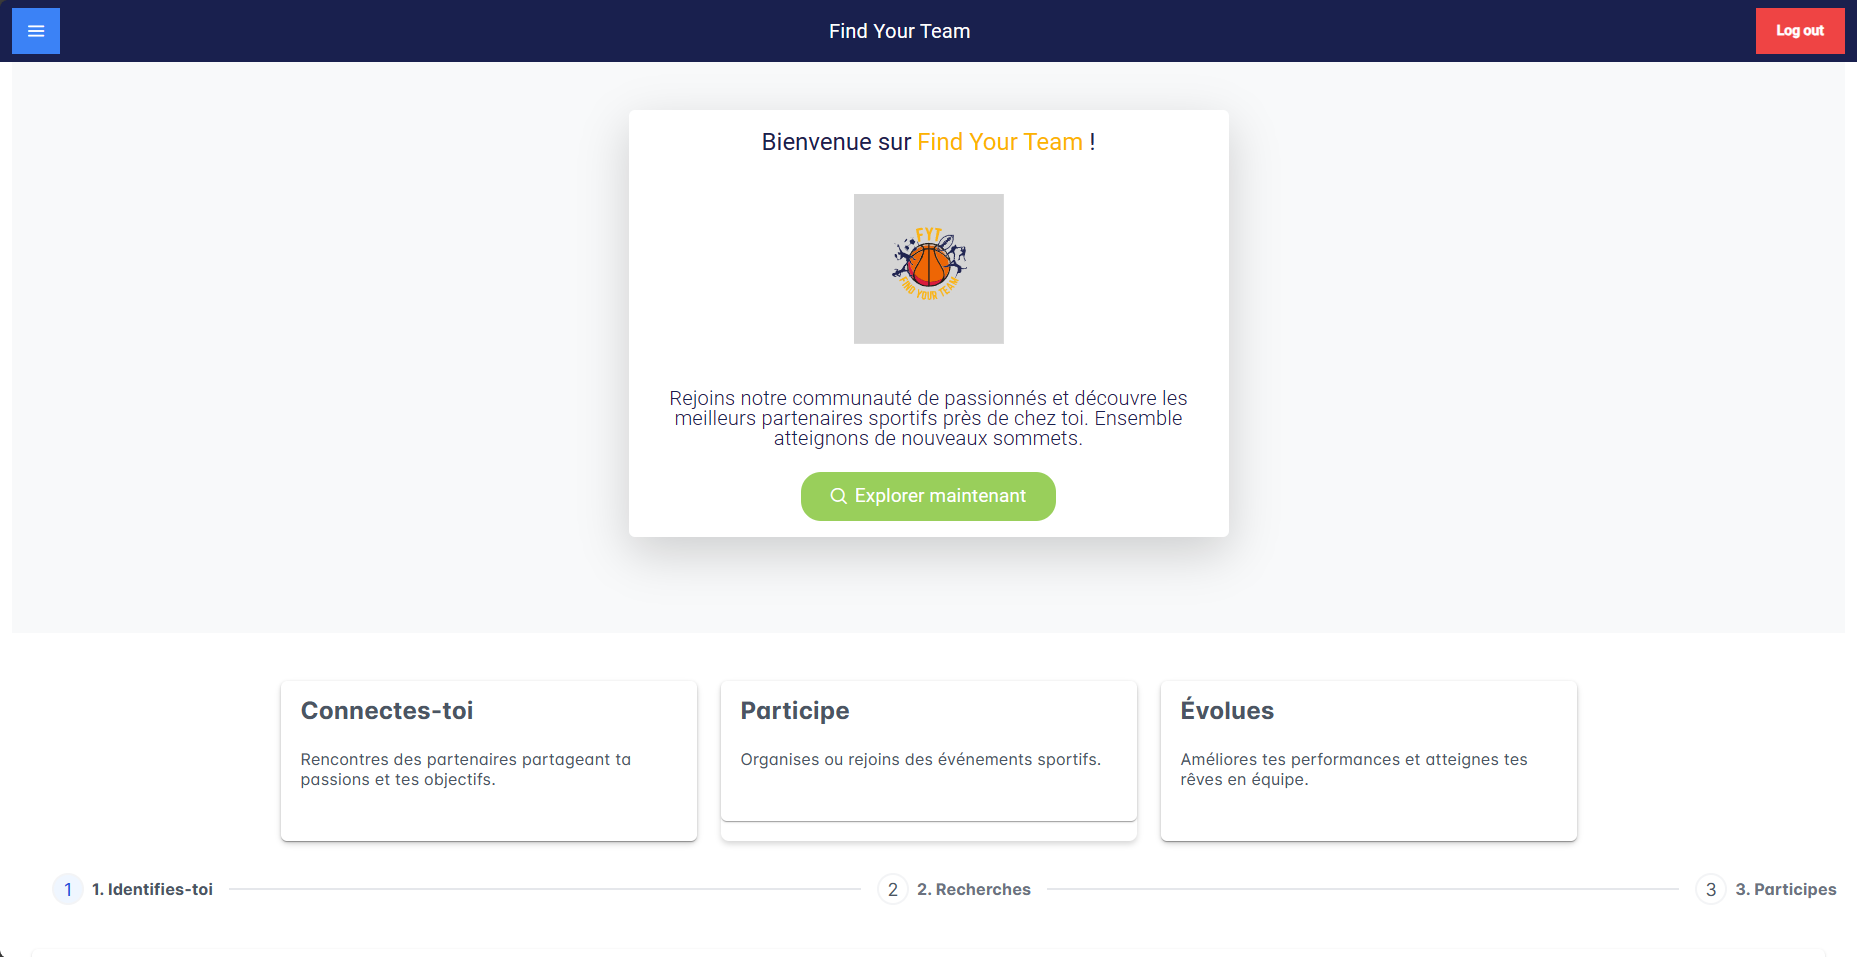 Find Your Team
Log out
Bienvenue sur Find Your Team !
FYT
FIND YOUR TEAM
Rejoins notre communauté de passionnés et découvre les
meilleurs partenaires sportifs près de chez toi. Ensemble
atteignons de nouveaux sommets.
Explorer maintenant
Connectes-toi
Rencontres des partenaires partageant ta
passions et tes objectifs.
Participe
Organises ou rejoins des événements sportifs.
Évolues
Améliores tes performances et atteignes tes
rêves en équipe.
1 1. Identifies-toi
2 2. Recherches
3 3. Participes